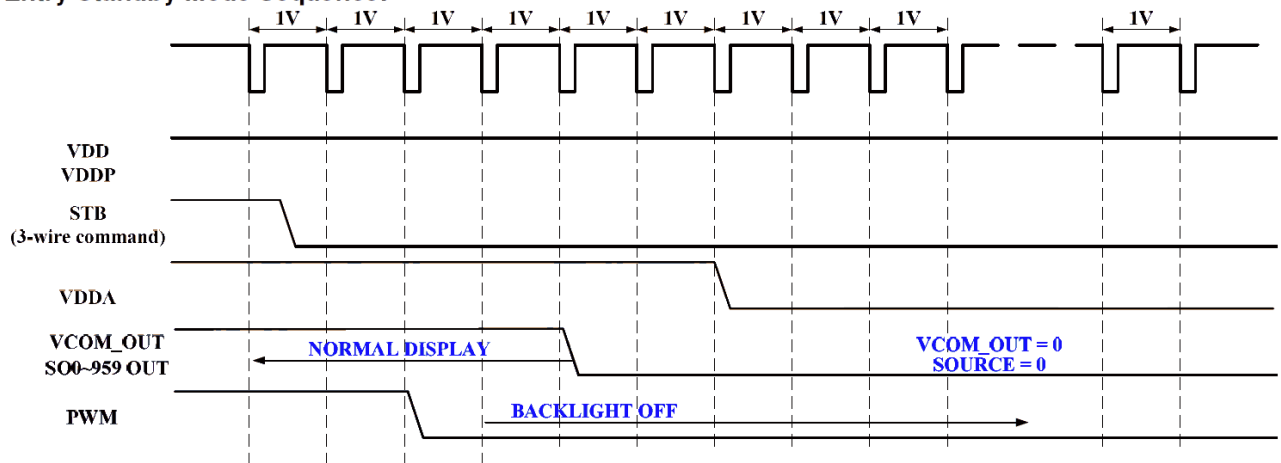 1V 1V 1V 1V 1V 1V 1V 1V 1V 1V
VDD
VDDP
STB
(3-wire command)
VDDA
VCOM_OUT
SO0~959 OUT
NORMAL DISPLAY
VCOM_OUT = 0
SOURCE = 0
PWM
BACKLIGHT OFF